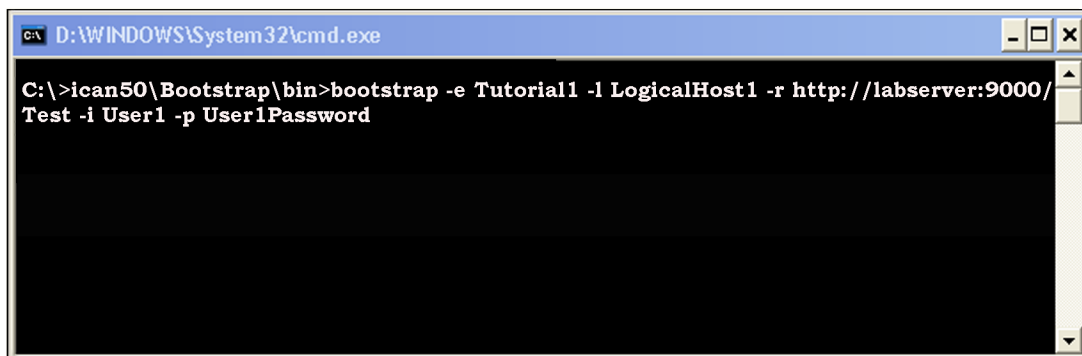 D:\WINDOWS\System32\cmd.exe
C:\>ican50\Bootstrap\bin>bootstrap -e Tutorial1 -l LogicalHost1 -r http://labserver:9000/
Test -i User1 -p User1Password